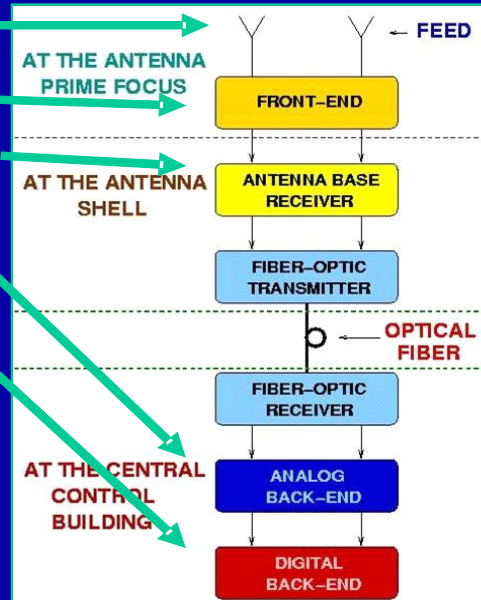 FEED
AT THE ANTENNA
PRIME FOCUS
FRONT-END
AT THE ANTENNA
SHELL
ANTENNA BASE
RECEIVER
FIBER-OPTIC
TRANSMITTER
OPTICAL
FIBER
FIBER-OPTIC
RECEIVER
AT THE CENTRAL
CONTROL
BUILDING
ANALOG
BACK-END
DIGITAL
BACK-END